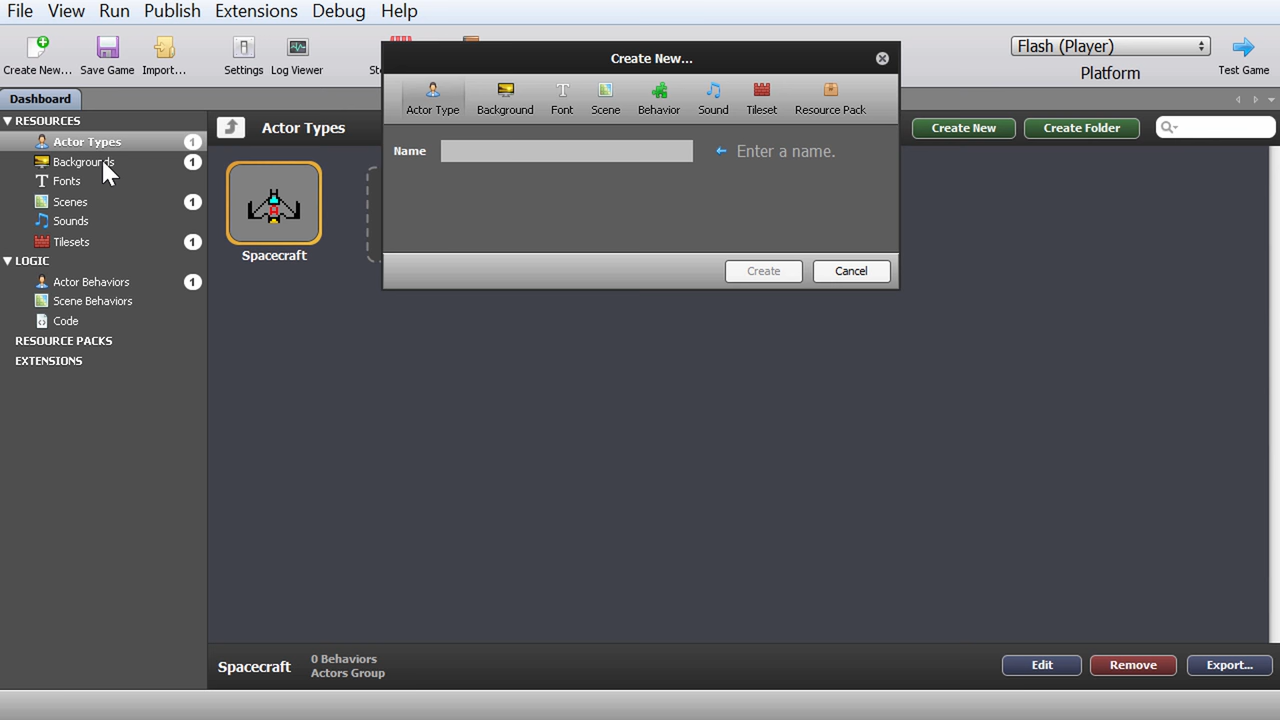 File View Run Publish Extensions Debug Help
Create New... Save Game Import... Settings Log Viewer Flash (Player) Platform Test Game
Dashboard
RESOURCES
Actor Types 1
Backgrounds 1
Fonts
Scenes 1
Sounds
Tilesets 1
LOGIC
Actor Behaviors 1
Scene Behaviors
Code
RESOURCE PACKS
EXTENSIONS
Actor Types Create New Create Folder
Spacecraft
Create New...
Actor Type Background Font Scene Behavior Sound Tileset Resource Pack
Name Enter a name.
Create Cancel
Spacecraft
0 Behaviors
Actors Group
Edit Remove Export...